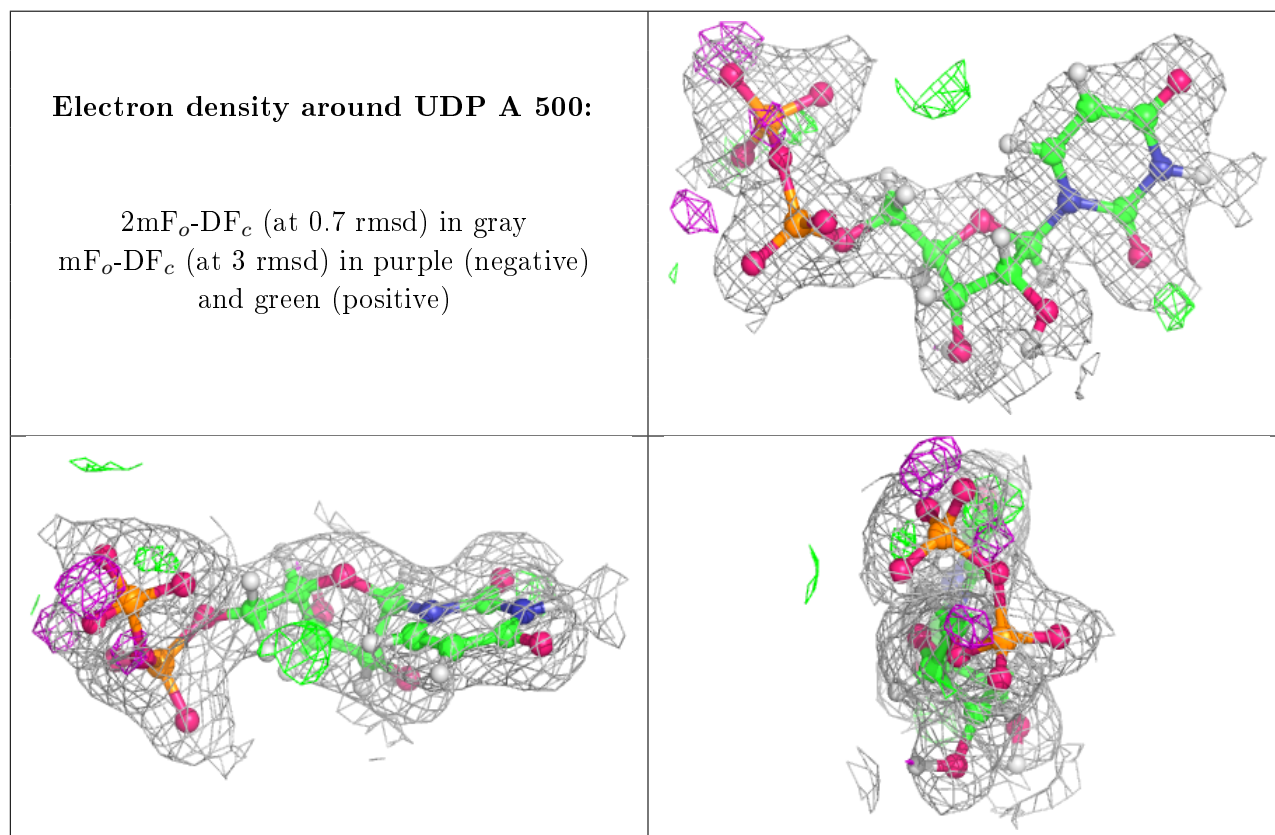 Electron density around UDP A 500:
2mFₒ-DF𝒸 (at 0.7 rmsd) in gray
mFₒ-DF𝒸 (at 3 rmsd) in purple (negative)
and green (positive)